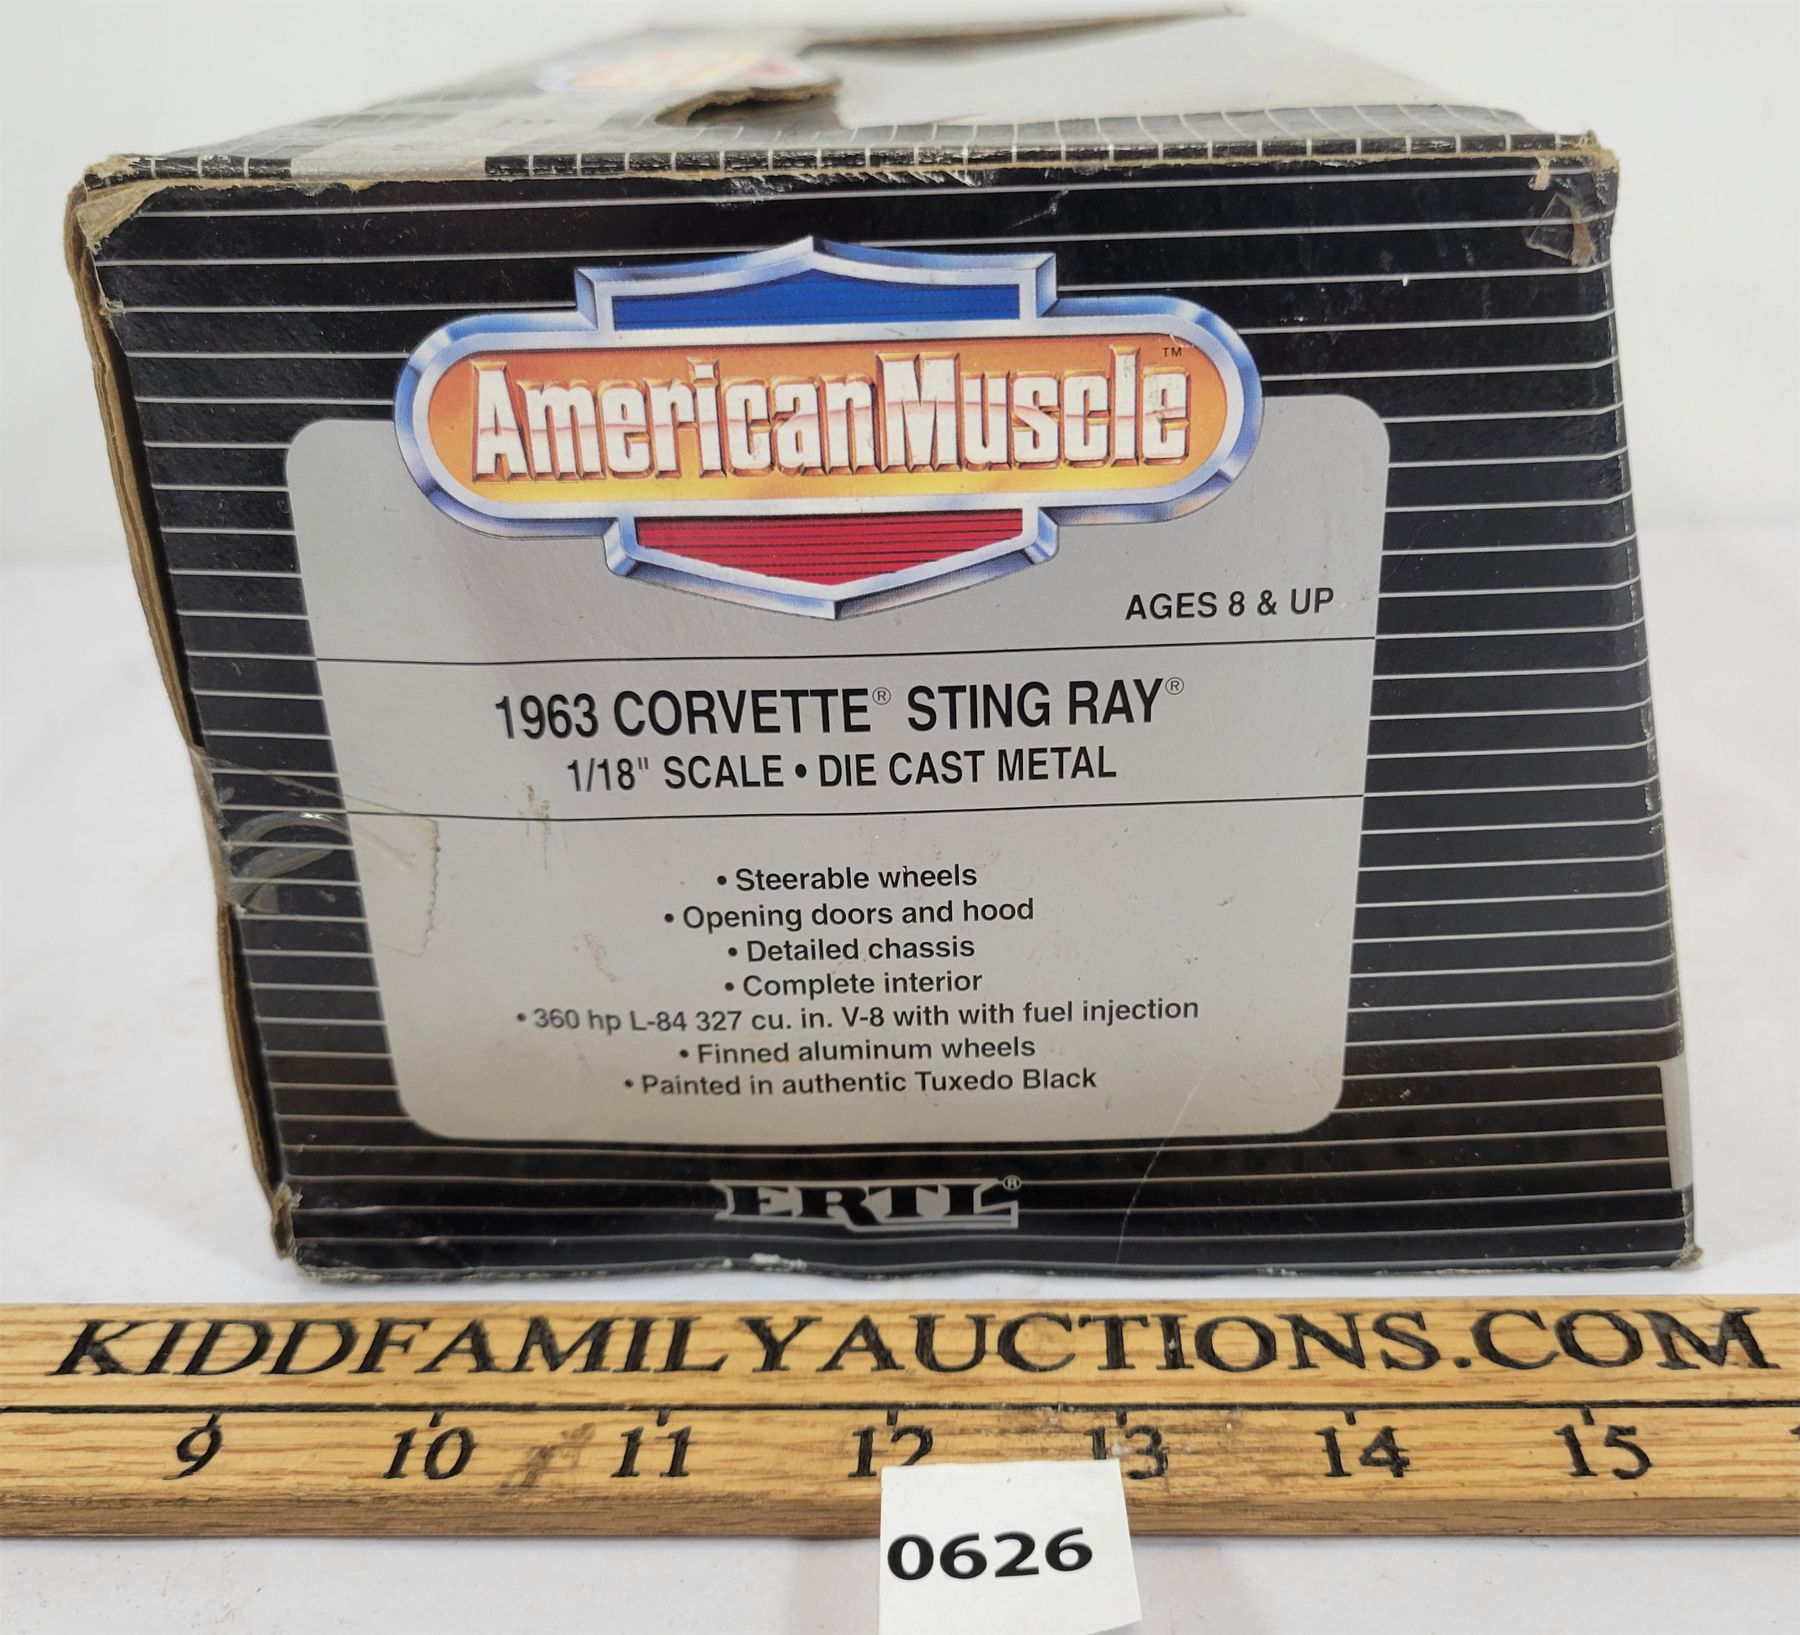 AmericanMuscle™
AGES 8 & UP
1963 CORVETTE® STING RAY®
1/18" SCALE • DIE CAST METAL
• Steerable wheels
• Opening doors and hood
• Detailed chassis
• Complete interior
• 360 hp L-84 327 cu. in. V-8 with with fuel injection
• Finned aluminum wheels
• Painted in authentic Tuxedo Black
ERTL®
KIDDFAMILYAUCTIONS.COM
9 10 11 12 13 14 15
0626